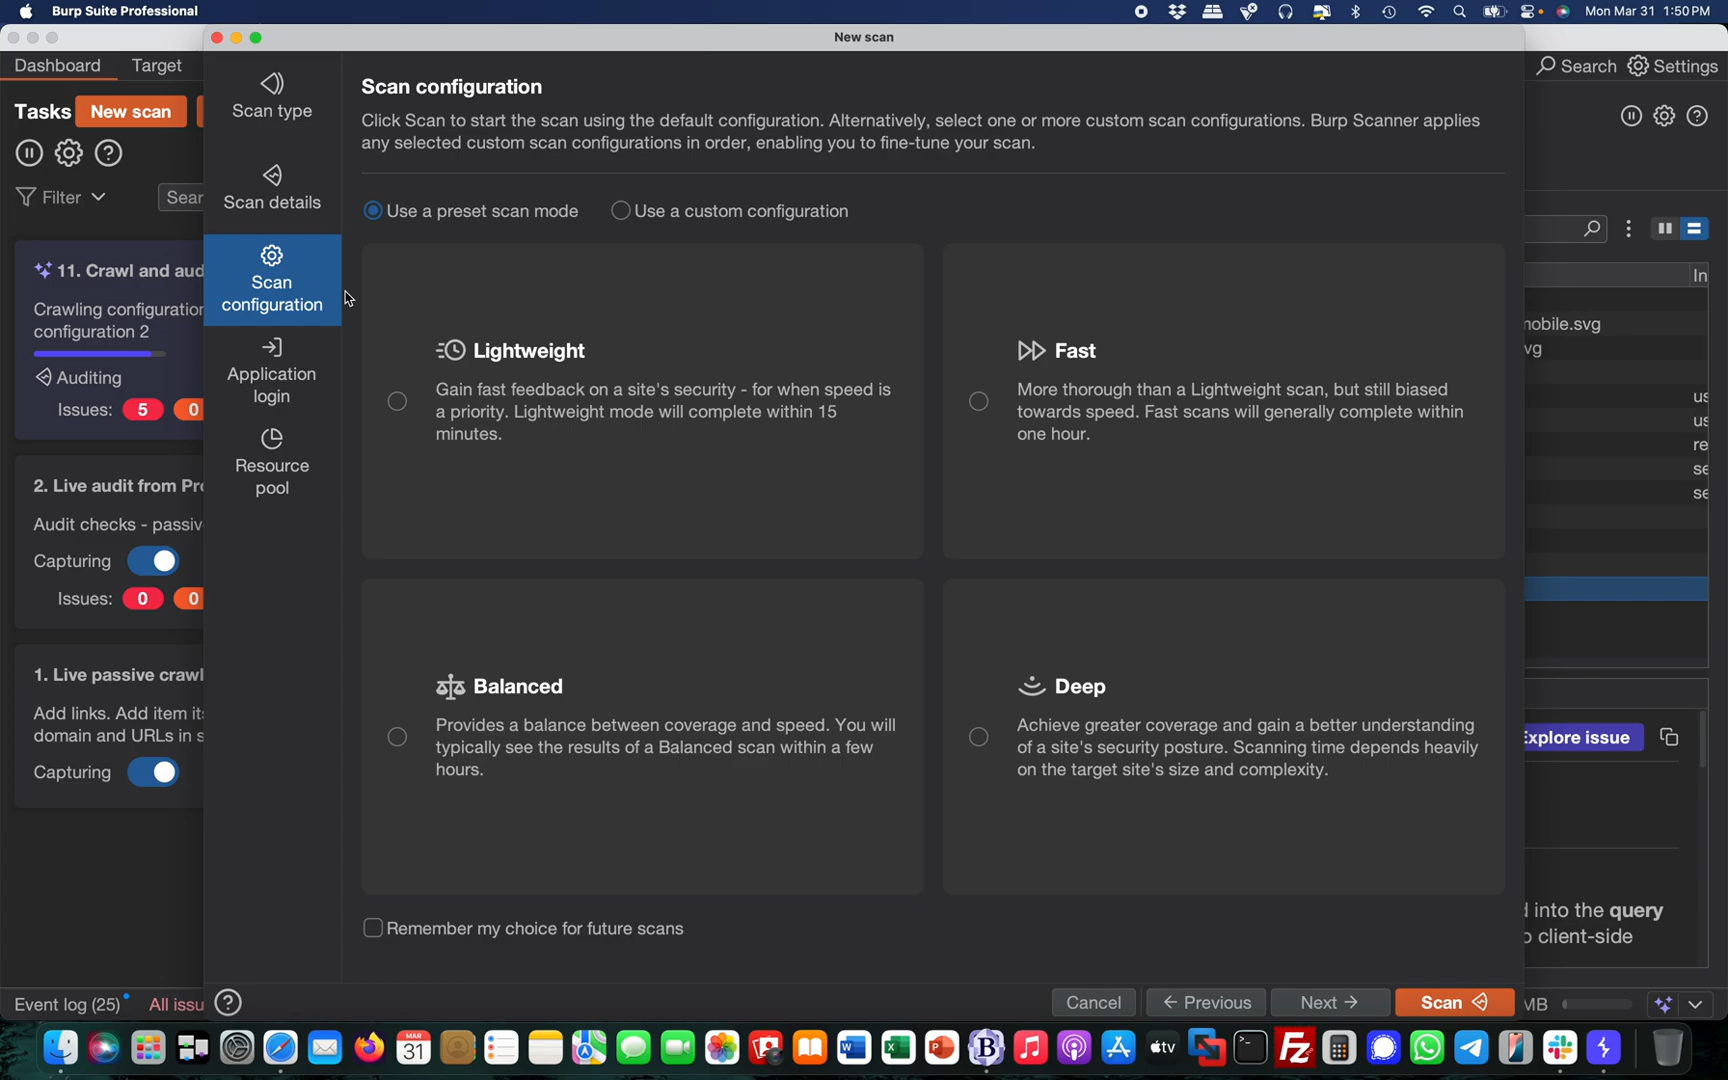 Burp Suite Professional
Mon Mar 31 1:50 PM
New scan
Dashboard
Target
Search
Settings
Tasks
New scan
Filter
11. Crawl and
Crawling configuration
configuration 2
Auditing
Issues: 5 0
2. Live audit from
Audit checks -
Capturing
Issues: 0 0
1. Live passive
Add links. Add item
domain and URLs in
Capturing
Event log (25)
All
Scan type
Scan details
Scan
configuration
Application
login
Resource
pool
Scan configuration
Click Scan to start the scan using the default configuration. Alternatively, select one or more custom scan configurations. Burp Scanner applies
any selected custom scan configurations in order, enabling you to fine-tune your scan.
Use a preset scan mode
Use a custom configuration
Lightweight
Gain fast feedback on a site's security - for when speed is
a priority. Lightweight mode will complete within 15
minutes.
Fast
More thorough than a Lightweight scan, but still biased
towards speed. Fast scans will generally complete within
one hour.
Balanced
Provides a balance between coverage and speed. You will
typically see the results of a Balanced scan within a few
hours.
Deep
Achieve greater coverage and gain a better understanding
of a site's security posture. Scanning time depends heavily
on the target site's size and complexity.
Remember my choice for future scans
Cancel
Previous
Next
Scan
mobile.svg
Explore issue
into the query
client-side
MB
MAR
31
tv